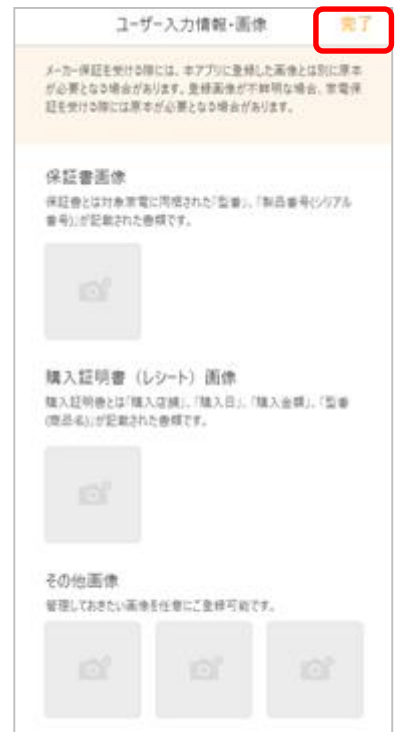 ユーザー入力情報・画像
完了
メーカー保証を受ける際には、本アプリに登録した画像とは別に原本
が必要となる場合があります。登録画像が不鮮明な場合、家電保
証を受ける際には原本が必要となる場合があります。
保証書画像
保証書とは対象家電に同梱された「型番」、「製品番号(シリアル
番号)」が記載された書類です。
購入証明書（レシート）画像
購入証明書とは「購入店舗」、「購入日」、「購入金額」、「型番
(商品名)」が記載された書類です。
その他画像
管理しておきたい画像を任意にご登録可能です。